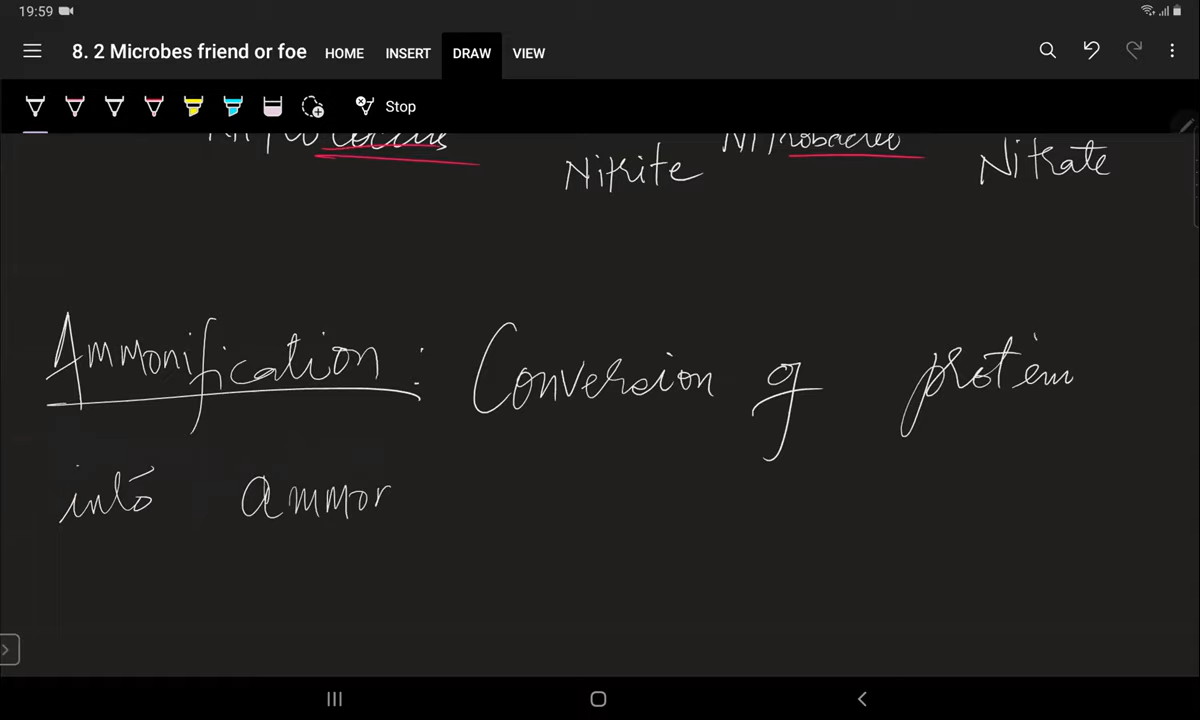 19:59
8. 2 Microbes friend or foe HOME INSERT DRAW VIEW
Stop
Nitrite Nitrate
Ammonification: Conversion of protein
into ammon